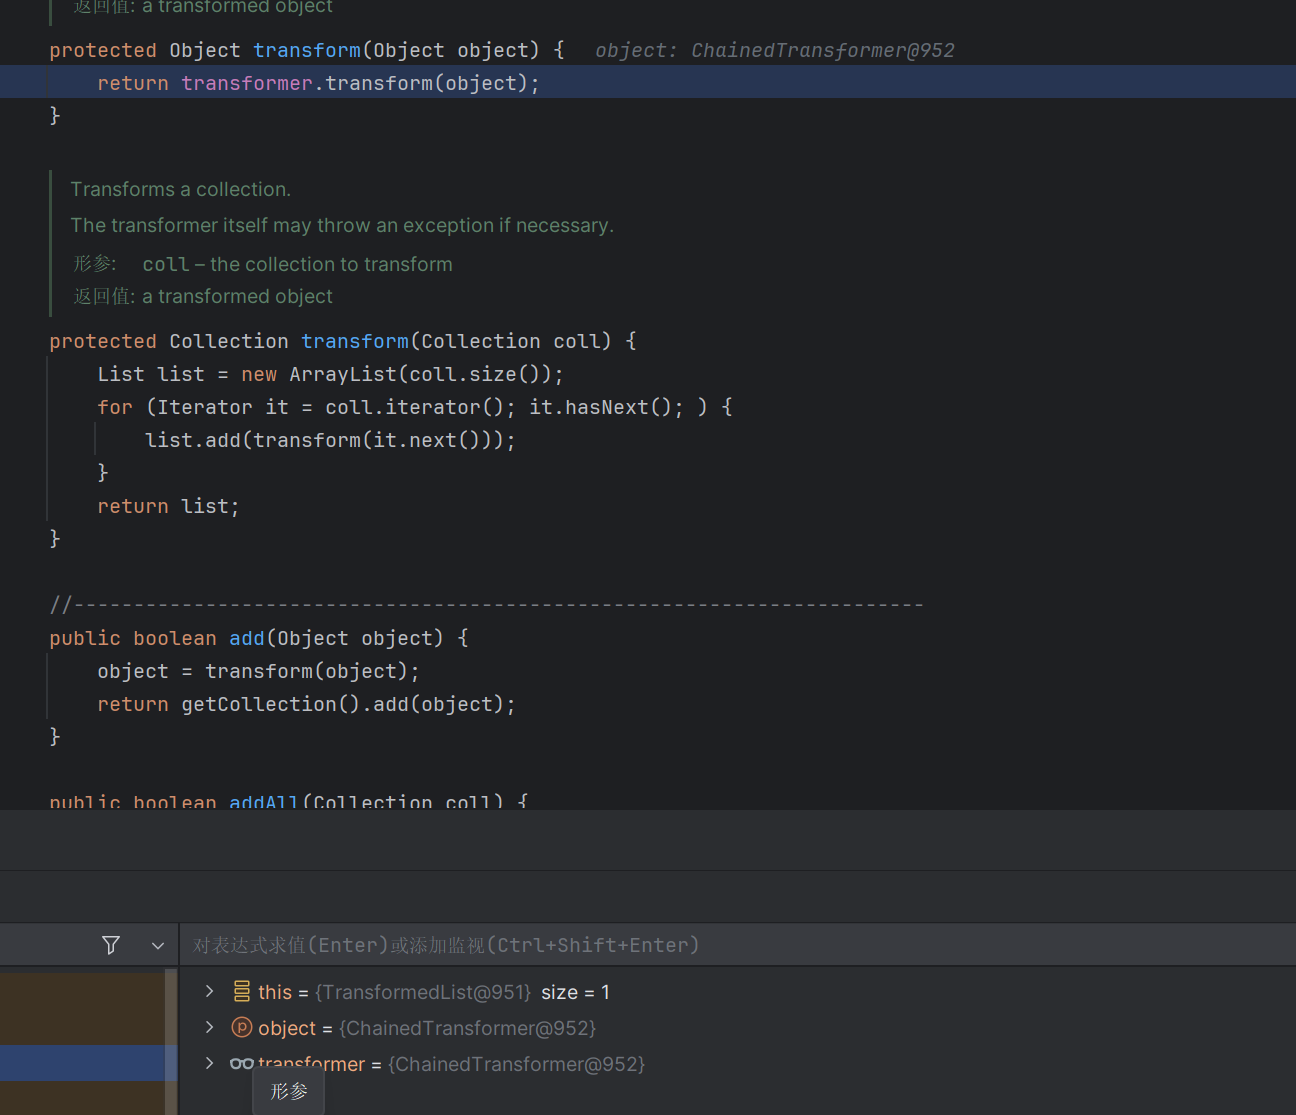 返回值: a transformed object
protected Object transform(Object object) {   object: ChainedTransformer@952
return transformer.transform(object);
}
Transforms a collection.
The transformer itself may throw an exception if necessary.
形参: coll – the collection to transform
返回值: a transformed object
protected Collection transform(Collection coll) {
List list = new ArrayList(coll.size());
for (Iterator it = coll.iterator(); it.hasNext(); ) {
list.add(transform(it.next()));
}
return list;
}
//-----------------------------------------------------------------------
public boolean add(Object object) {
object = transform(object);
return getCollection().add(object);
}
public boolean addAll(Collection coll) {
对表达式求值(Enter)或添加监视(Ctrl+Shift+Enter)
this = {TransformedList@951} size = 1
object = {ChainedTransformer@952}
transformer = {ChainedTransformer@952}
形参